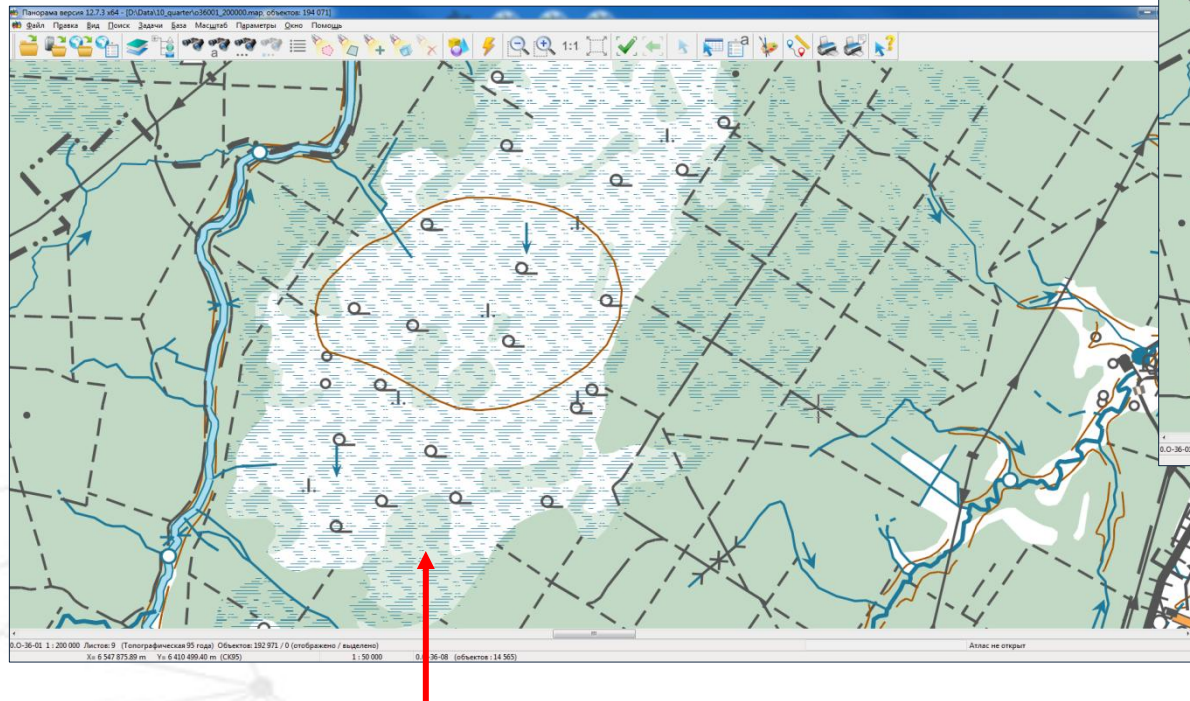 Панорама версия 12.7.3 x64 - [D:\Data\10_quarter\o36001_200000.map, объектов: 194 071]
Файл Правка Вид Поиск Задачи База Масштаб Параметры Окно Помощь
a 1:1 a ?
0.O-36-01 1 : 200 000 Листов: 9 (Топографическая 95 года) Объектов: 192 971 / 0 (отображено / выделено) Атлас не открыт
X= 6 547 875.89 m Y= 6 410 499.40 m (СК95) 1 : 50 000 (объектов : 14 565)